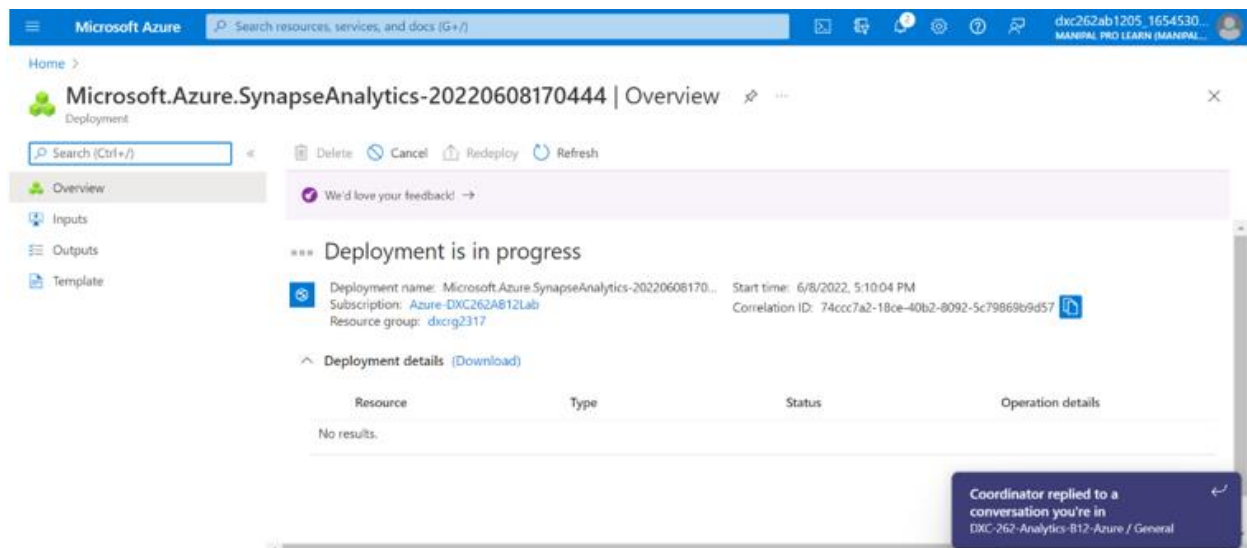 Microsoft Azure
Search resources, services, and docs (G+/)
2
dxc262ab1205_1654530...
MANIPAL PRO LEARN (MANIPAL...
Home >
Microsoft.Azure.SynapseAnalytics-20220608170444 | Overview ...
Deployment
Search (Ctrl+/)
«
Delete Cancel Redeploy Refresh
Overview
Inputs
Outputs
Template
We'd love your feedback! →
Deployment is in progress
Deployment name: Microsoft.Azure.SynapseAnalytics-20220608170...
Subscription: Azure-DXC262AB12Lab
Resource group: dxcrg2317
Start time: 6/8/2022, 5:10:04 PM
Correlation ID: 74ccc7a2-18ce-40b2-8092-5c79869b9d57
Deployment details (Download)
Resource Type Status Operation details
No results.
Coordinator replied to a
conversation you're in
DXC-262-Analytics-B12-Azure / General